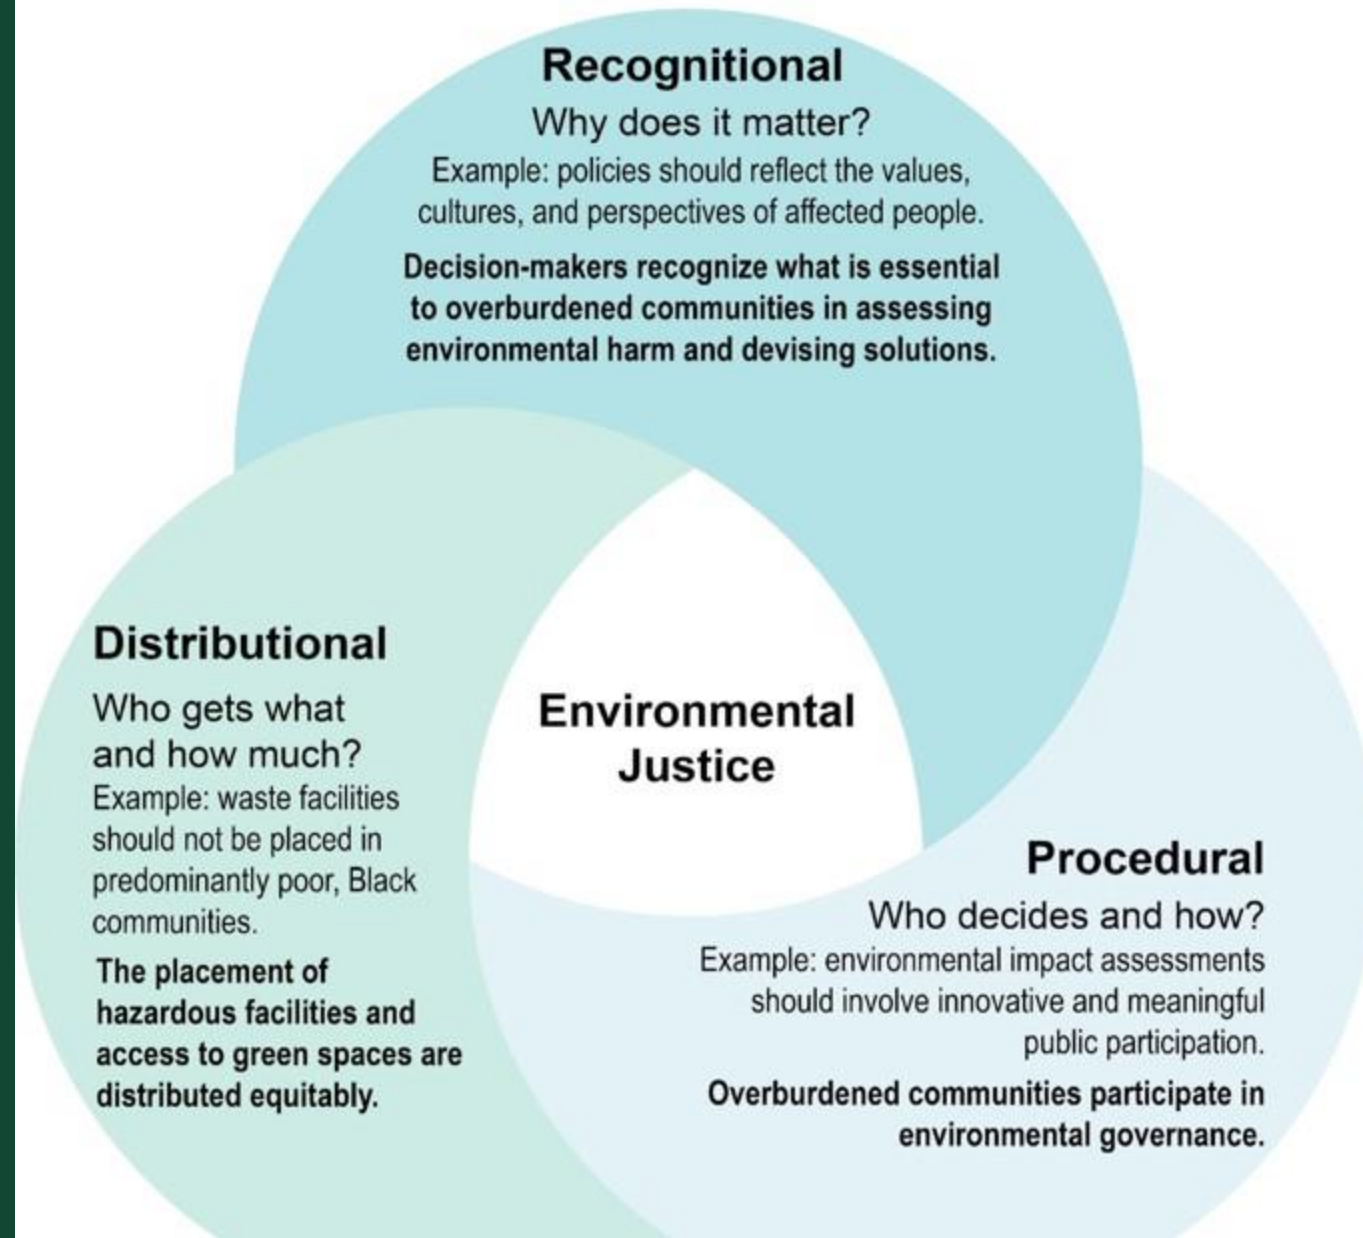 Recognitional
Why does it matter?
Example: policies should reflect the values,
cultures, and perspectives of affected people.
Decision-makers recognize what is essential
to overburdened communities in assessing
environmental harm and devising solutions.
Distributional
Who gets what
and how much?
Example: waste facilities
should not be placed in
predominantly poor, Black
communities.
The placement of
hazardous facilities and
access to green spaces are
distributed equitably.
Environmental
Justice
Procedural
Who decides and how?
Example: environmental impact assessments
should involve innovative and meaningful
public participation.
Overburdened communities participate in
environmental governance.